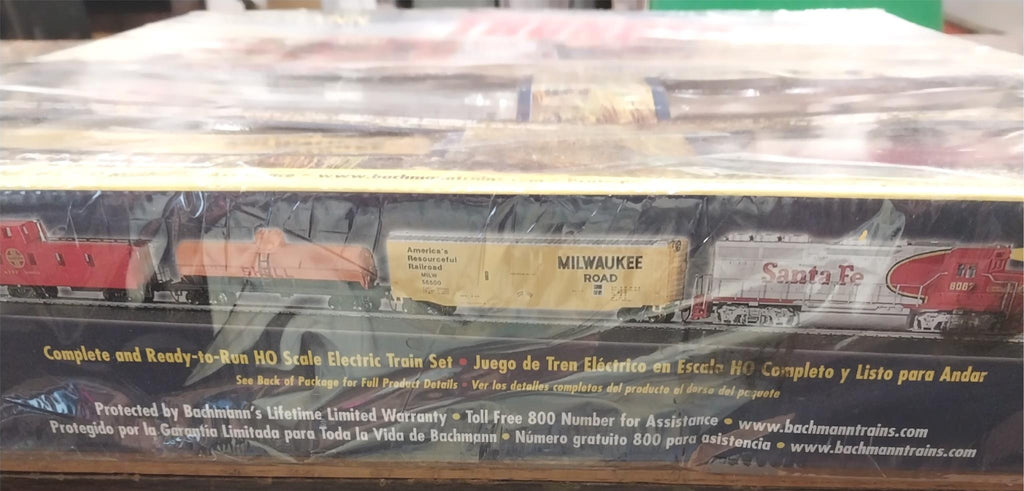 www.bachmanntrains
America's
Resourceful
Railroad
MILW
MILWAUKEE
ROAD
Santa Fe
SHELL
Complete and Ready-to-Run HO Scale Electric Train Set • Juego de Tren Eléctrico en Escala HO Completo y Listo para Andar
See Back of Package for Full Product Details • Ver los detalles completos del producto al dorso del paquete
Protected by Bachmann's Lifetime Limited Warranty • Toll Free 800 Number for Assistance • www.bachmanntrains.com
Protegido por la Garantía Limitada para Toda la Vida de Bachmann • Número gratuito 800 para asistencia • www.bachmanntrains.com